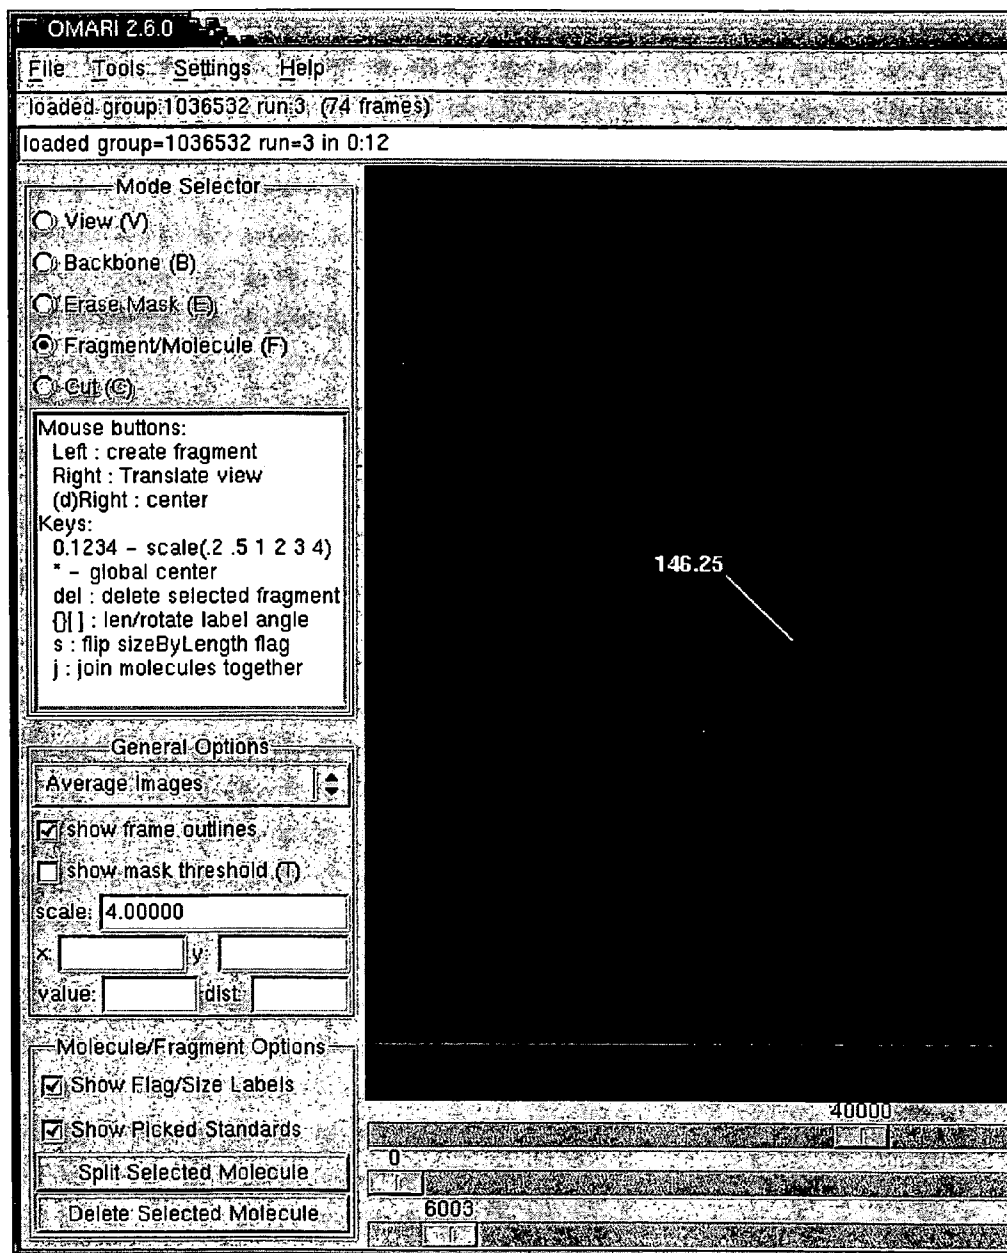 OMARI 2.6.0
File Tools Settings Help
loaded group:1036532 run:3 (74 frames)
loaded group=1036532 run=3 in 0:12
Mode Selector
View (V)
Backbone (B)
Erase Mask (E)
Fragment/Molecule (F)
Cut (C)
Mouse buttons:
Left : create fragment
Right : Translate view
(d)Right : center
Keys:
0.1234 – scale(.2 .5 1 2 3 4)
* – global center
del : delete selected fragment
{}[ ] : len/rotate label angle
s : flip sizeByLength flag
j : join molecules together
146.25
General Options
Average Images
show frame outlines
show mask threshold (T)
scale: 4.00000
x: y:
value: dist:
Molecule/Fragment Options
Show Flag/Size Labels
Show Picked Standards
Split Selected Molecule
Delete Selected Molecule
40000
0
6003